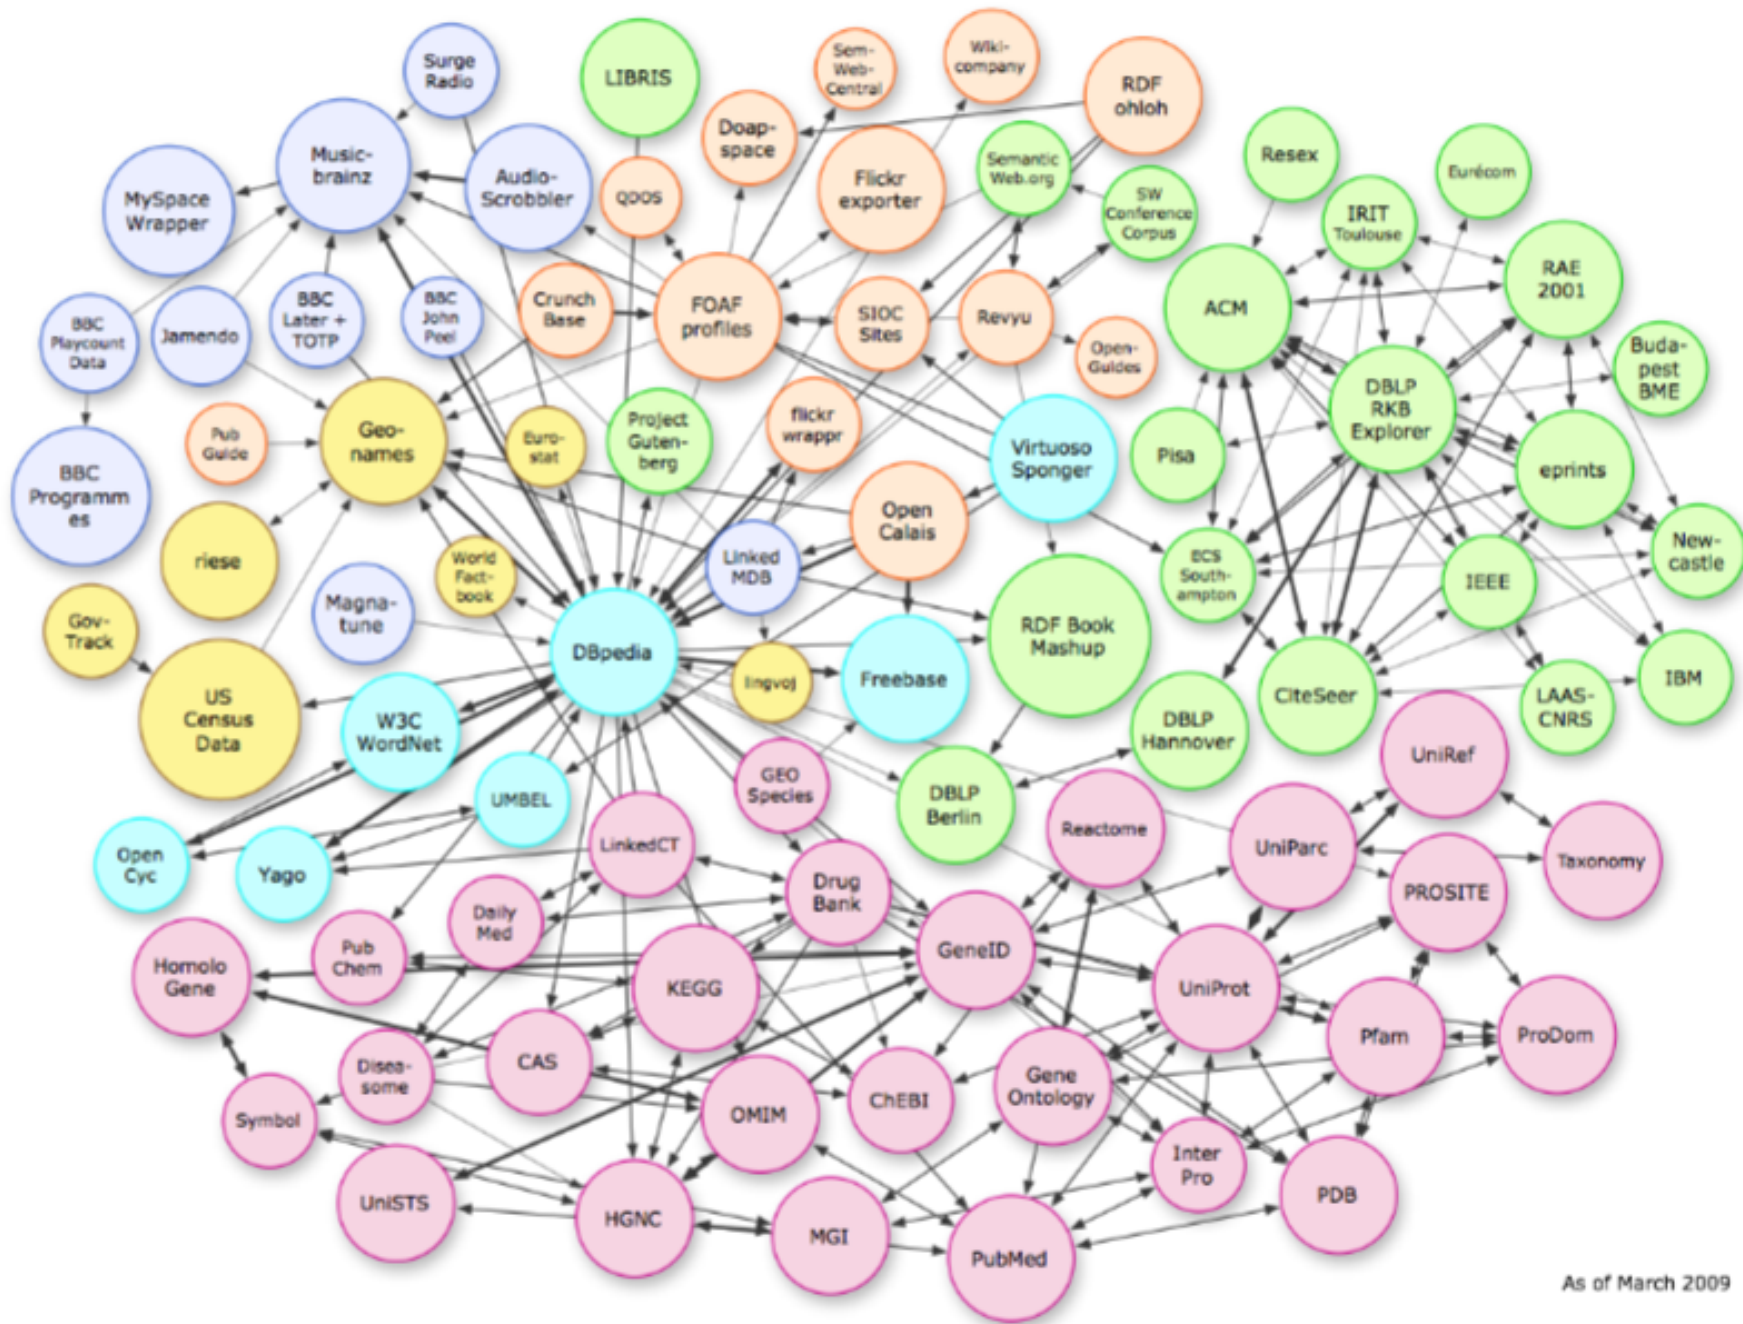 Surge
Radio
LIBRIS
Sem-
Web-
Central
Wiki-
company
RDF
ohloh
Music-
brainz
Doap-
space
MySpace
Wrapper
Audio-
Scrobbler
QDOS
Flickr
exporter
Semantic
Web.org
SW
Conference
Corpus
Resex
Eurécom
IRIT
Toulouse
RAE
2001
ACM
BBC
Playcount
Data
Jamendo
BBC
Later +
TOTP
BBC
John
Peel
Crunch
Base
FOAF
profiles
SIOC
Sites
Revyu
Open-
Guides
Buda-
pest
BME
DBLP
RKB
Explorer
Pub
Guide
Geo-
names
Euro-
stat
Project
Guten-
berg
flickr
wrappr
Virtuoso
Sponger
Pisa
eprints
BBC
Programm
es
riese
World
Fact-
book
Linked
MDB
Open
Calais
ECS
South-
ampton
IEEE
New-
castle
Gov-
Track
Magna-
tune
DBpedia
RDF Book
Mashup
US
Census
Data
W3C
WordNet
lingvoj
Freebase
DBLP
Hannover
CiteSeer
LAAS-
CNRS
IBM
UniRef
UMBEL
GEO
Species
DBLP
Berlin
Reactome
UniParc
Taxonomy
Open
Cyc
Yago
LinkedCT
Drug
Bank
PROSITE
Daily
Med
Pub
Chem
Homolo
Gene
KEGG
GeneID
UniProt
Pfam
ProDom
Disea-
some
CAS
OMIM
ChEBI
Gene
Ontology
Symbol
Inter
Pro
PDB
UniSTS
HGNC
MGI
PubMed
As of March 2009